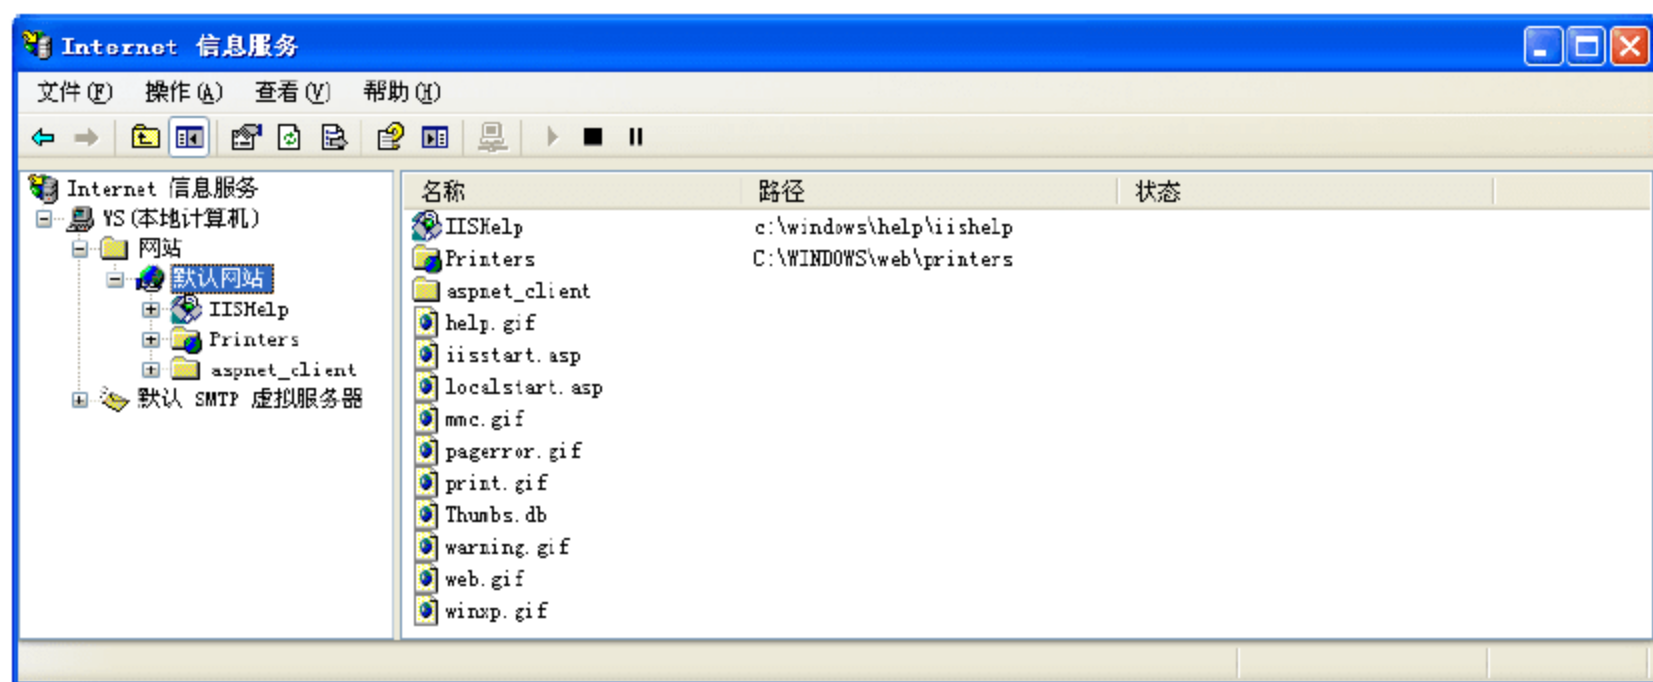 Internet 信息服务
文件(F) 操作(A) 查看(V) 帮助(H)
Internet 信息服务
VS(本地计算机)
网站
默认网站
IISHelp
Printers
aspnet_client
默认 SMTP 虚拟服务器
名称 路径 状态
IISHelp c:\windows\help\iishelp
Printers C:\WINDOWS\web\printers
aspnet_client
help.gif
iisstart.asp
localstart.asp
mmc.gif
pagerror.gif
print.gif
Thumbs.db
warning.gif
web.gif
winxp.gif